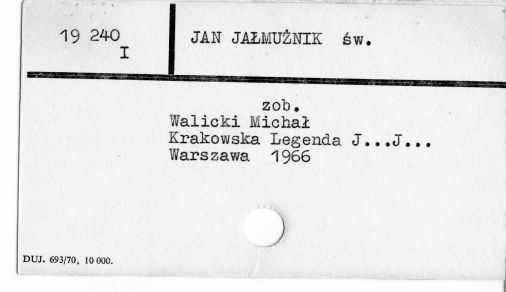 19 240
I
JAN JAŁMUŻNIK św.
zob.
Walicki Michał
Krakowska Legenda J...J...
Warszawa 1966
DUJ. 693/70, 10 000.